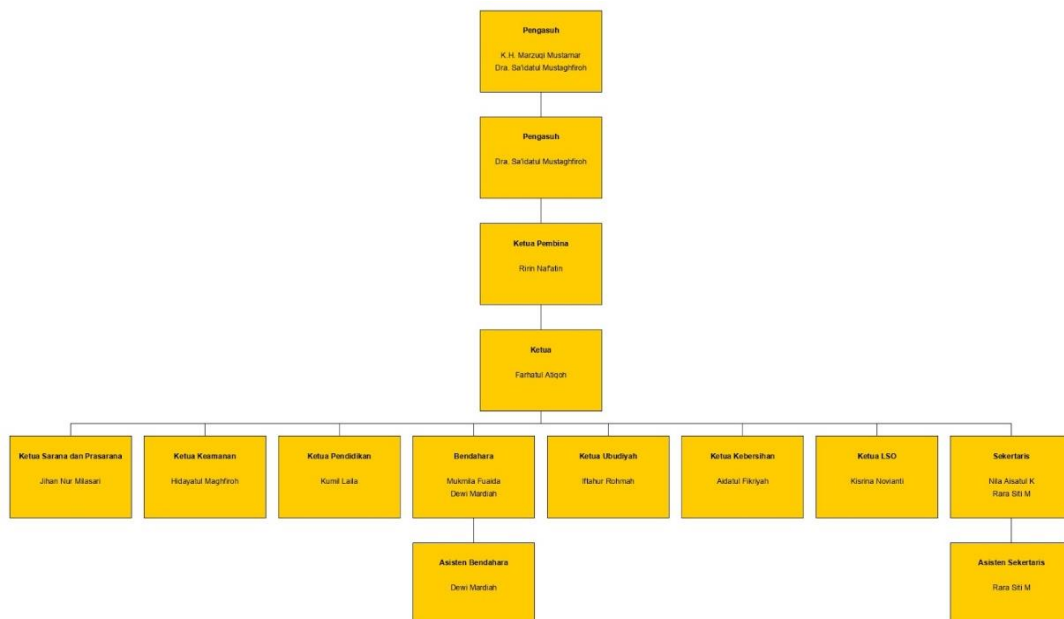 Pengasuh
K.H. Marzuqi Mustamar
Dra. Sa'idatul Mustaghfiroh
Pengasuh
Dra. Sa'idatul Mustaghfiroh
Ketua Pembina
Ririn Naf'atin
Ketua
Farhatul Atiqoh
Ketua Sarana dan Prasarana
Jihan Nur Milasari
Ketua Keamanan
Hidayatul Maghfiroh
Ketua Pendidikan
Kumil Laila
Bendahara
Mukmila Fuaida
Dewi Mardiah
Ketua Ubudiyah
Iftahur Rohmah
Ketua Kebersihan
Aidatul Fikriyah
Ketua LSO
Kisrina Novianti
Sekertaris
Nila Aisatul K
Rara Siti M
Asisten Bendahara
Dewi Mardiah
Asisten Sekertaris
Rara Siti M